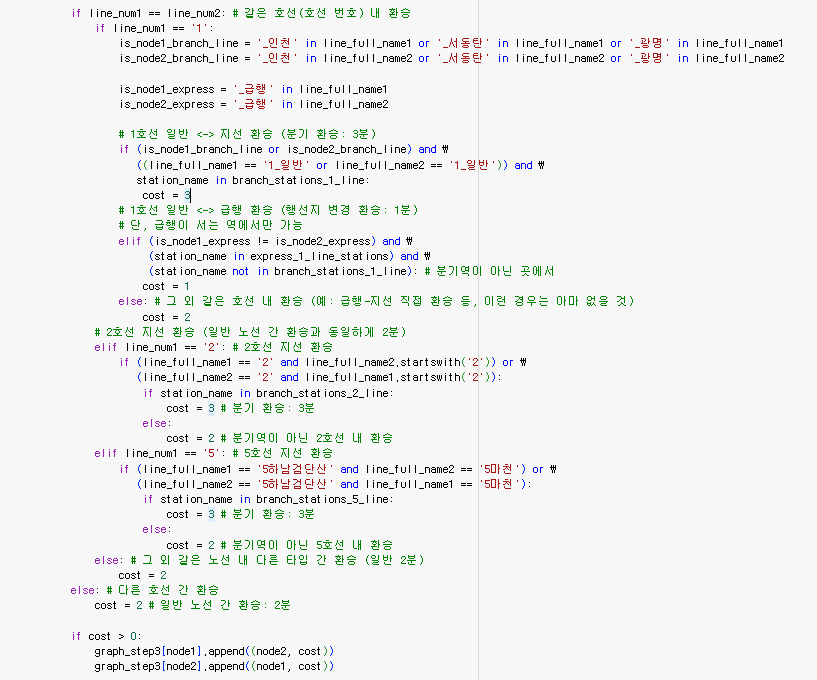 if line_num1 == line_num2: # 같은 호선(호선 번호) 내 환승
if line_num1 == '1':
is_node1_branch_line = '_인천' in line_full_name1 or '_서동탄' in line_full_name1 or '_광명' in line_full_name1
is_node2_branch_line = '_인천' in line_full_name2 or '_서동탄' in line_full_name2 or '_광명' in line_full_name2
is_node1_express = '_급행' in line_full_name1
is_node2_express = '_급행' in line_full_name2
# 1호선 일반 <-> 지선 환승 (분기 환승: 3분)
if (is_node1_branch_line or is_node2_branch_line) and ₩
((line_full_name1 == '1_일반' or line_full_name2 == '1_일반')) and ₩
station_name in branch_stations_1_line:
cost = 3
# 1호선 일반 <-> 급행 환승 (행선지 변경 환승: 1분)
# 단, 급행이 서는 역에서만 가능
elif (is_node1_express != is_node2_express) and ₩
(station_name in express_1_line_stations) and ₩
(station_name not in branch_stations_1_line): # 분기역이 아닌 곳에서
cost = 1
else: # 그 외 같은 호선 내 환승 (예: 급행-지선 직접 환승 등, 이런 경우는 아마 없을 것)
cost = 2
# 2호선 지선 환승 (일반 노선 간 환승과 동일하게 2분)
elif line_num1 == '2': # 2호선 지선 환승
if (line_full_name1 == '2' and line_full_name2.startswith('2')) or ₩
(line_full_name2 == '2' and line_full_name1.startswith('2')):
if station_name in branch_stations_2_line:
cost = 3 # 분기 환승: 3분
else:
cost = 2 # 분기역이 아닌 2호선 내 환승
elif line_num1 == '5': # 5호선 지선 환승
if (line_full_name1 == '5하남검단산' and line_full_name2 == '5마천') or ₩
(line_full_name2 == '5하남검단산' and line_full_name1 == '5마천'):
if station_name in branch_stations_5_line:
cost = 3 # 분기 환승: 3분
else:
cost = 2 # 분기역이 아닌 5호선 내 환승
else: # 그 외 같은 노선 내 다른 타입 간 환승 (일반 2분)
cost = 2
else: # 다른 호선 간 환승
cost = 2 # 일반 노선 간 환승: 2분
if cost > 0:
graph_step3[node1].append((node2, cost))
graph_step3[node2].append((node1, cost))